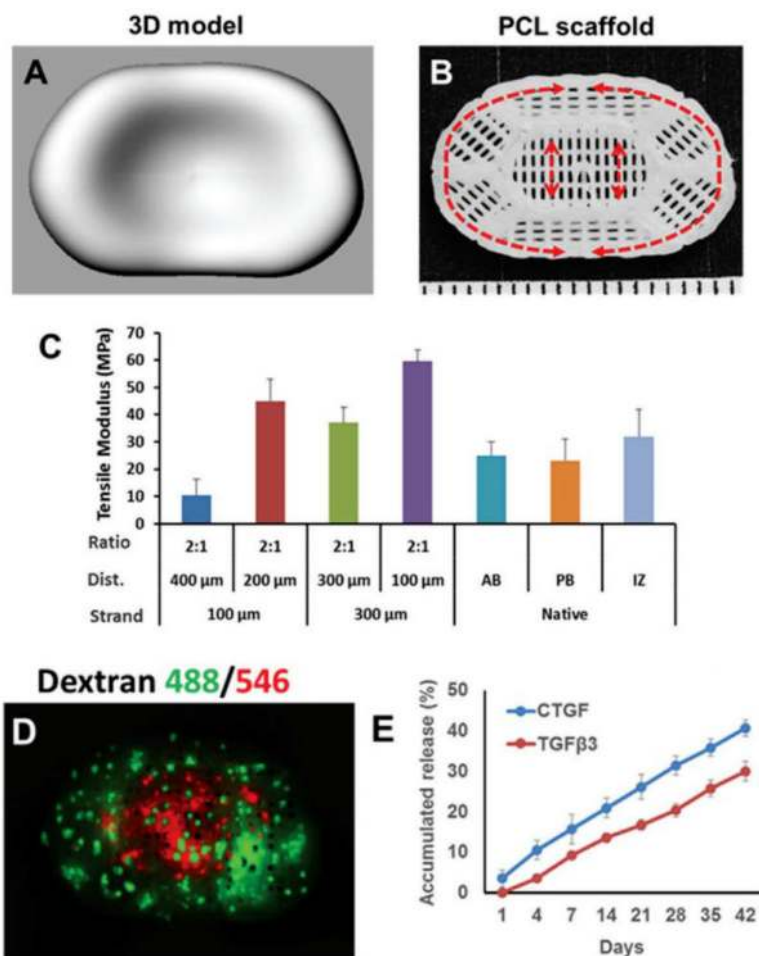 3D model
PCL scaffold
A
B
C
Tensile Modulus (MPa)
70
60
50
40
30
20
10
0
Ratio 2:1 2:1 2:1 2:1
Dist. 400 µm 200 µm 300 µm 100 µm AB PB IZ
Strand 100 µm 300 µm Native
Dextran 488/546
D
E
Accumulated release (%)
50
40
30
20
10
0
CTGF
TGFβ3
1 4 7 14 21 28 35 42
Days